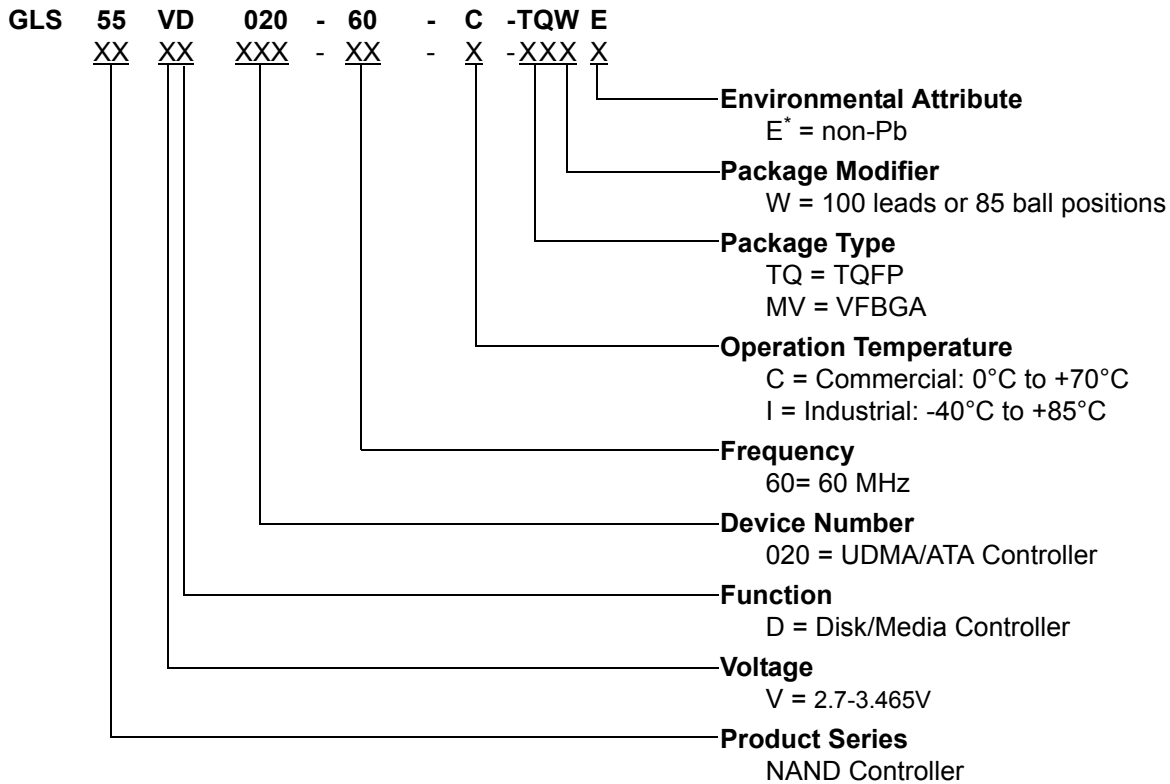 GLS 55 VD 020 - 60 - C -TQW E
XX XX XXX - XX - X -XXX X
Environmental Attribute
E* = non-Pb
Package Modifier
W = 100 leads or 85 ball positions
Package Type
TQ = TQFP
MV = VFBGA
Operation Temperature
C = Commercial: 0°C to +70°C
I = Industrial: -40°C to +85°C
Frequency
60= 60 MHz
Device Number
020 = UDMA/ATA Controller
Function
D = Disk/Media Controller
Voltage
V = 2.7-3.465V
Product Series
NAND Controller